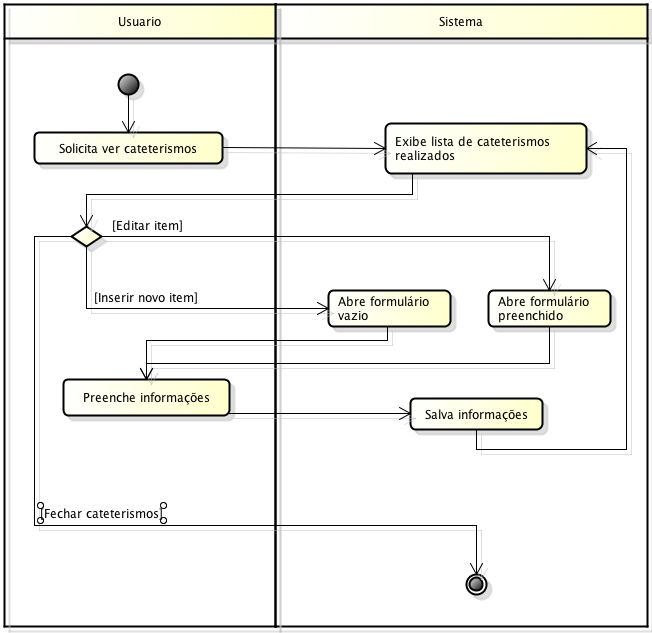 Usuario
Sistema
Solicita ver cateterismos
Exibe lista de cateterismos
realizados
[Editar item]
[Inserir novo item]
Abre formulário
vazio
Abre formulário
preenchido
Preenche informações
Salva informações
[Fechar cateterismos]